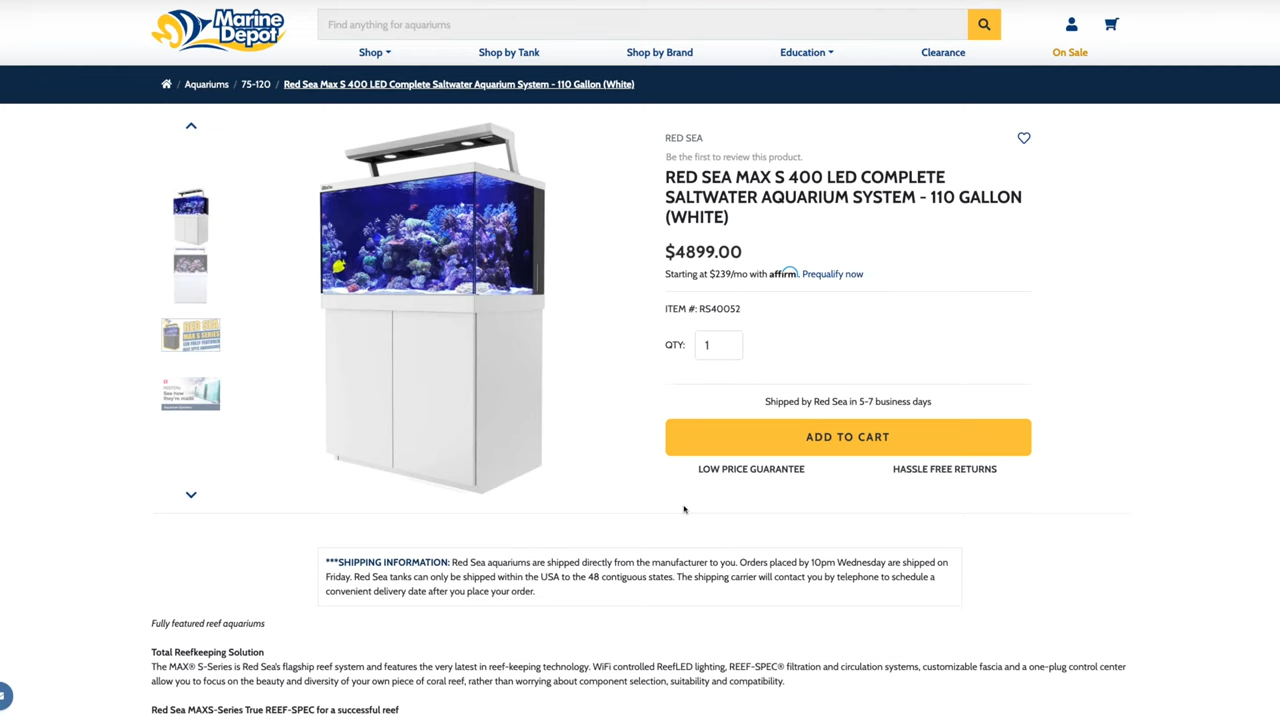 Marine
Depot
Find anything for aquariums
Shop
Shop by Tank
Shop by Brand
Education
Clearance
On Sale
/ Aquariums / 75-120 / Red Sea Max S 400 LED Complete Saltwater Aquarium System - 110 Gallon (White)
RED SEA
Be the first to review this product.
RED SEA MAX S 400 LED COMPLETE
SALTWATER AQUARIUM SYSTEM - 110 GALLON
(WHITE)
$4899.00
Starting at $239/mo with affirm. Prequalify now
ITEM #: RS40052
QTY: 1
Shipped by Red Sea in 5-7 business days
ADD TO CART
LOW PRICE GUARANTEE
HASSLE FREE RETURNS
RED SEA
See how
they're made
***SHIPPING INFORMATION: Red Sea aquariums are shipped directly from the manufacturer to you. Orders placed by 10pm Wednesday are shipped on
Friday. Red Sea tanks can only be shipped within the USA to the 48 contiguous states. The shipping carrier will contact you by telephone to schedule a
convenient delivery date after you place your order.
Fully featured reef aquariums
Total Reefkeeping Solution
The MAX® S-Series is Red Sea's flagship reef system and features the very latest in reef-keeping technology. WiFi controlled ReefLED lighting, REEF-SPEC® filtration and circulation systems, customizable fascia and a one-plug control center
allow you to focus on the beauty and diversity of your own piece of coral reef, rather than worrying about component selection, suitability and compatibility.
Red Sea MAXS-Series True REEF-SPEC for a successful reef